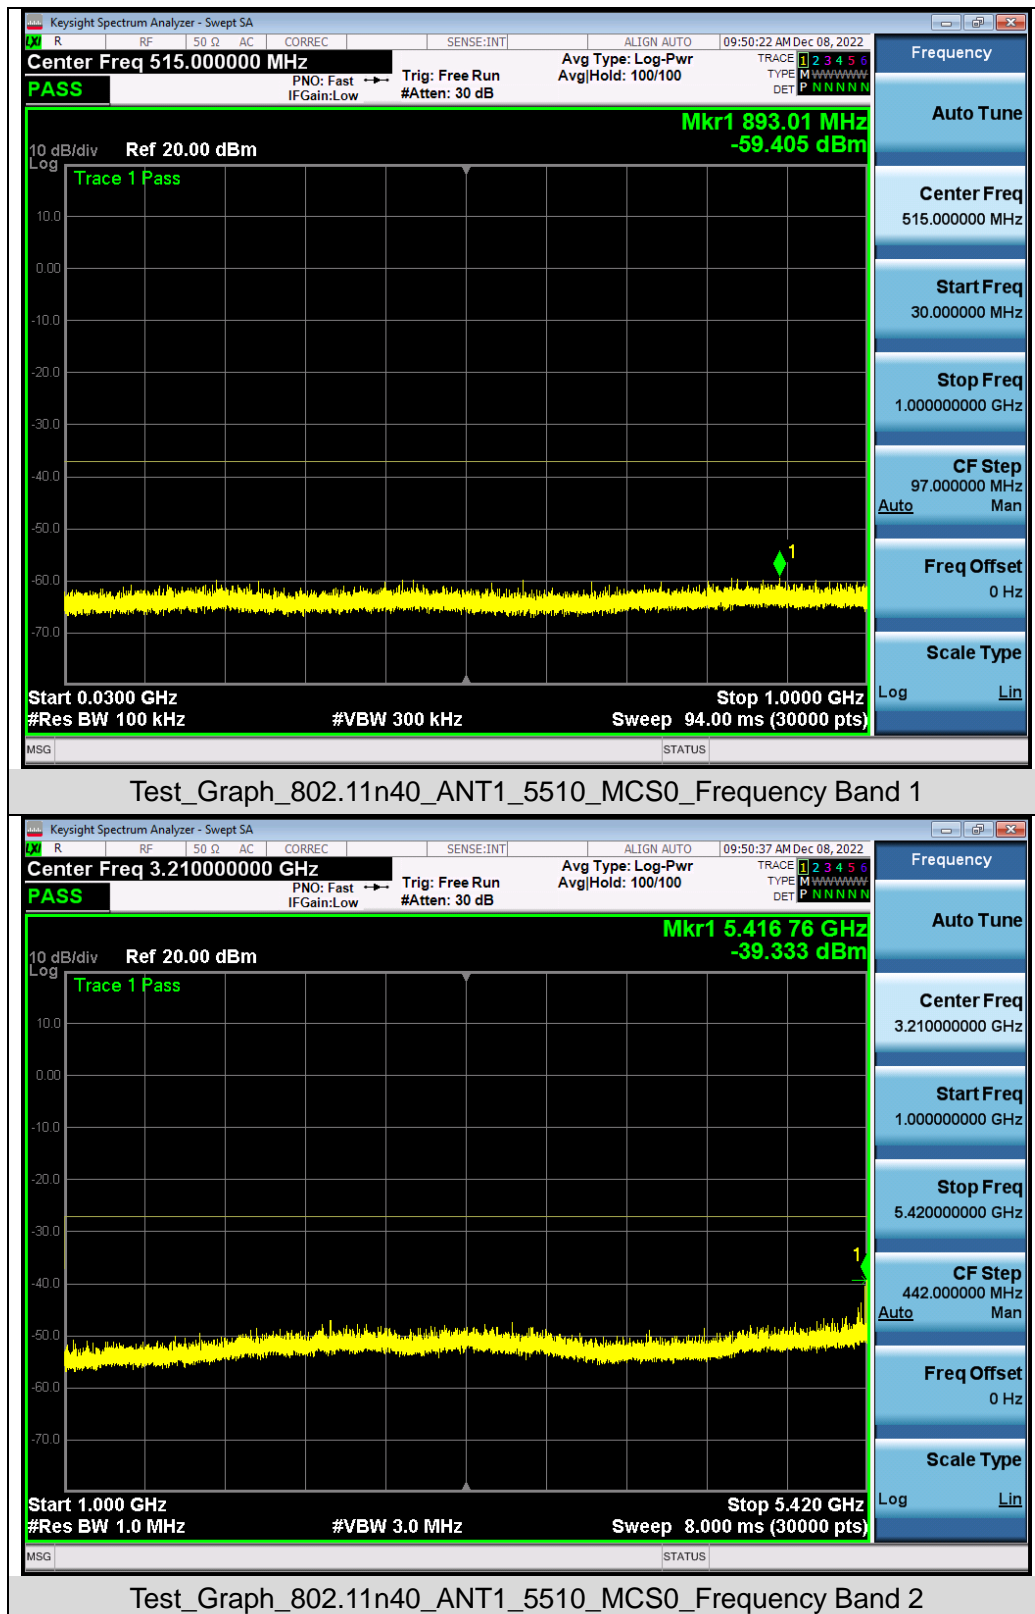 Keysight Spectrum Analyzer - Swept SA
LXI R RF 50 Ω AC CORREC SENSE:INT ALIGN AUTO 09:50:22 AM Dec 08, 2022
Center Freq 515.000000 MHz
PASS
PNO: Fast
IFGain:Low
Trig: Free Run
#Atten: 30 dB
Avg Type: Log-Pwr
Avg|Hold: 100/100
TRACE 1 2 3 4 5 6
TYPE M WWWWW
DET P N N N N N
Mkr1 893.01 MHz
-59.405 dBm
10 dB/div Ref 20.00 dBm
Log
Trace 1 Pass
10.0
0.00
-10.0
-20.0
-30.0
-40.0
-50.0
-60.0
-70.0
1
Start 0.0300 GHz Stop 1.0000 GHz
#Res BW 100 kHz #VBW 300 kHz Sweep 94.00 ms (30000 pts)
MSG STATUS
Frequency
Auto Tune
Center Freq
515.000000 MHz
Start Freq
30.000000 MHz
Stop Freq
1.000000000 GHz
CF Step
97.000000 MHz
Auto Man
Freq Offset
0 Hz
Scale Type
Log Lin
Test_Graph_802.11n40_ANT1_5510_MCS0_Frequency Band 1
Keysight Spectrum Analyzer - Swept SA
LXI R RF 50 Ω AC CORREC SENSE:INT ALIGN AUTO 09:50:37 AM Dec 08, 2022
Center Freq 3.210000000 GHz
PASS
PNO: Fast
IFGain:Low
Trig: Free Run
#Atten: 30 dB
Avg Type: Log-Pwr
Avg|Hold: 100/100
TRACE 1 2 3 4 5 6
TYPE M WWWWW
DET P N N N N N
Mkr1 5.416 76 GHz
-39.333 dBm
10 dB/div Ref 20.00 dBm
Log
Trace 1 Pass
10.0
0.00
-10.0
-20.0
-30.0
-40.0
-50.0
-60.0
-70.0
1
Start 1.000 GHz Stop 5.420 GHz
#Res BW 1.0 MHz #VBW 3.0 MHz Sweep 8.000 ms (30000 pts)
MSG STATUS
Frequency
Auto Tune
Center Freq
3.210000000 GHz
Start Freq
1.000000000 GHz
Stop Freq
5.420000000 GHz
CF Step
442.000000 MHz
Auto Man
Freq Offset
0 Hz
Scale Type
Log Lin
Test_Graph_802.11n40_ANT1_5510_MCS0_Frequency Band 2